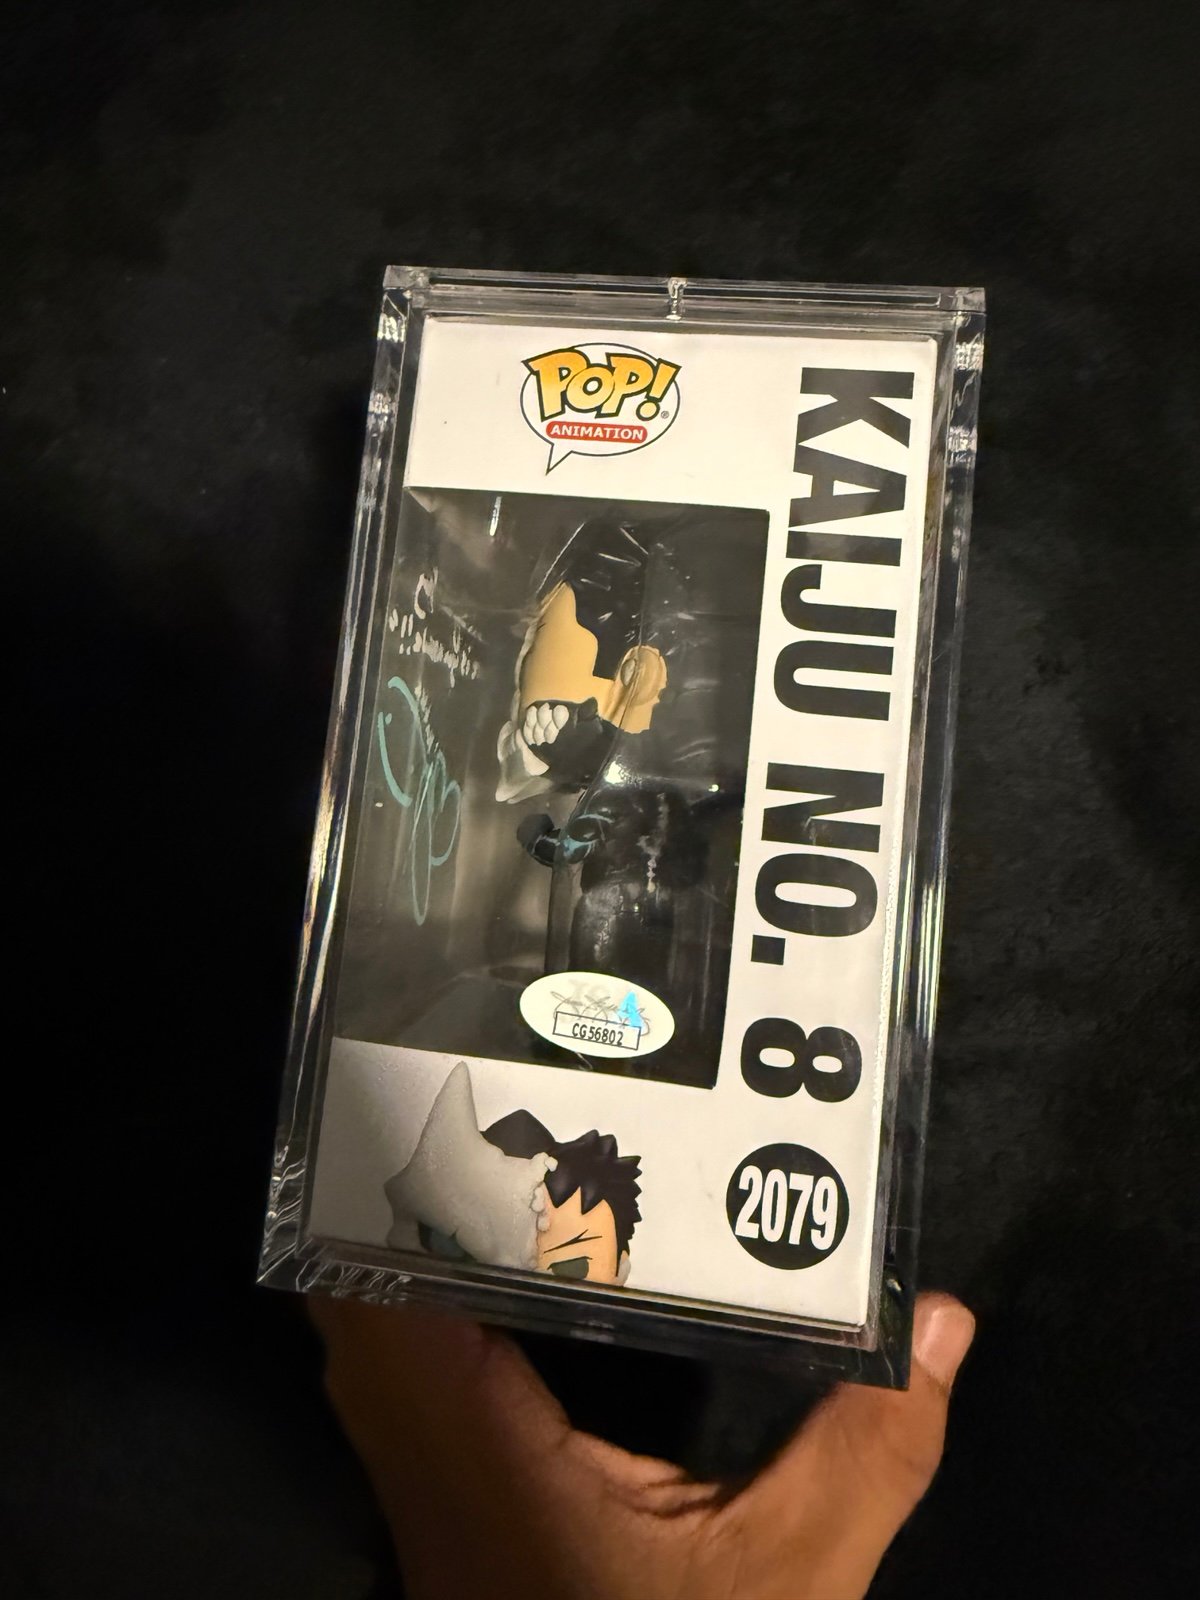 POP!
ANIMATION
KAIJU NO. 8
CG56802
2079